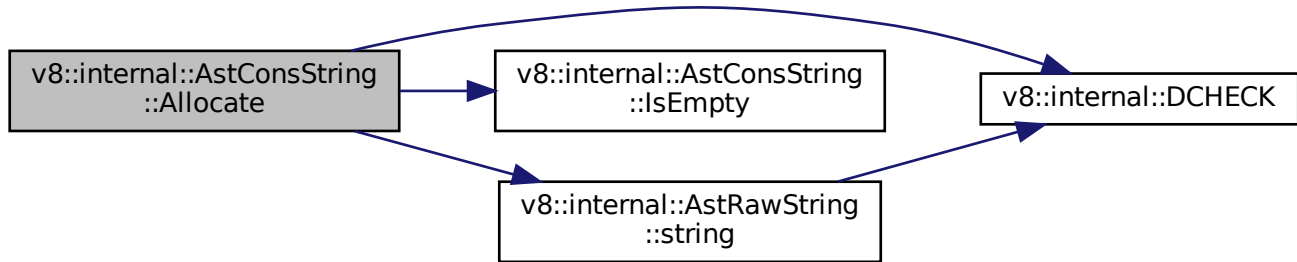 v8::internal::AstConsString
::Allocate
v8::internal::AstConsString
::IsEmpty
v8::internal::DCHECK
v8::internal::AstRawString
::string